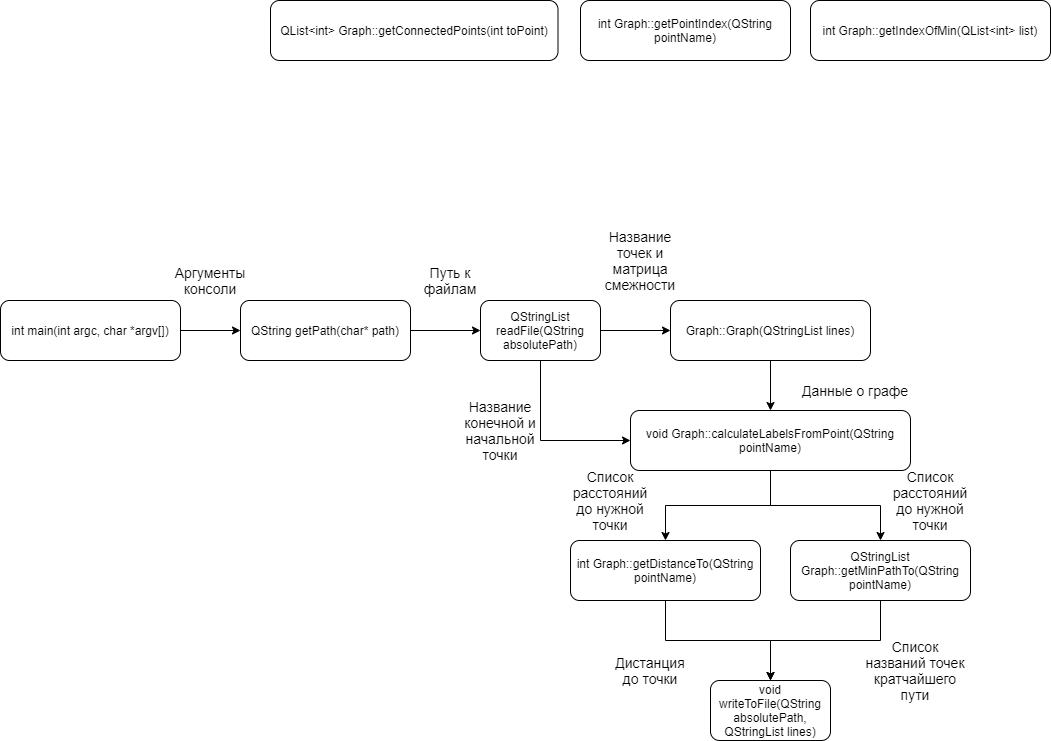 QList<int> Graph::getConnectedPoints(int toPoint)
int Graph::getPointIndex(QString
pointName)
int Graph::getIndexOfMin(QList<int> list)
Название
точек и
матрица
смежности
Аргументы
консоли
Путь к
файлам
int main(int argc, char *argv[])
QString getPath(char* path)
QStringList
readFile(QString
absolutePath)
Graph::Graph(QStringList lines)
Данные о графе
Название
конечной и
начальной
точки
void Graph::calculateLabelsFromPoint(QString
pointName)
Список
расстояний
до нужной
точки
Список
расстояний
до нужной
точки
int Graph::getDistanceTo(QString
pointName)
QStringList
Graph::getMinPathTo(QString
pointName)
Дистанция
до точки
Список
названий точек
кратчайшего
пути
void
writeToFile(QString
absolutePath,
QStringList lines)